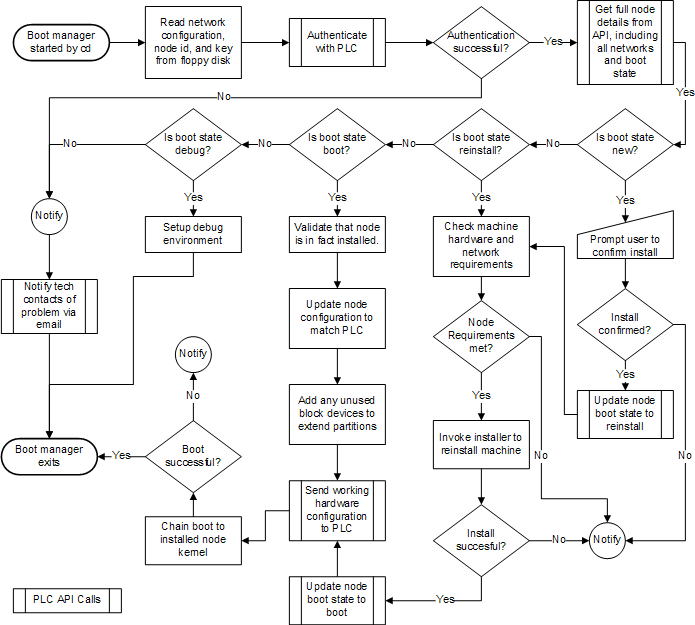 Boot manager
started by cd
Read network
configuration,
node id, and key
from floppy disk
Authenticate
with PLC
Authentication
successful?
Yes
Get full node
details from
API, including
all networks
and boot
state
Yes
No
Is boot state
debug?
No
Is boot state
boot?
No
Is boot state
reinstall?
No
Is boot state
new?
No
Yes
Yes
Yes
Yes
Notify
Setup debug
environment
Validate that node
is in fact installed.
Check machine
hardware and
network
requirements
Prompt user to
confirm install
Notify tech
contacts of
problem via
email
Update node
configuration to
match PLC
Node
Requirements
met?
Install
confirmed?
Notify
No
Yes
Yes
Add any unused
block devices to
extend partitions
Update node
boot state to
reinstall
Boot manager
exits
Yes
Boot
successful?
Invoke installer to
reinstall machine
No
No
Send working
hardware
configuration
to PLC
Chain boot to
installed node
kernel
Install
succesful?
No
Notify
Update node
boot state to
boot
Yes
PLC API Calls